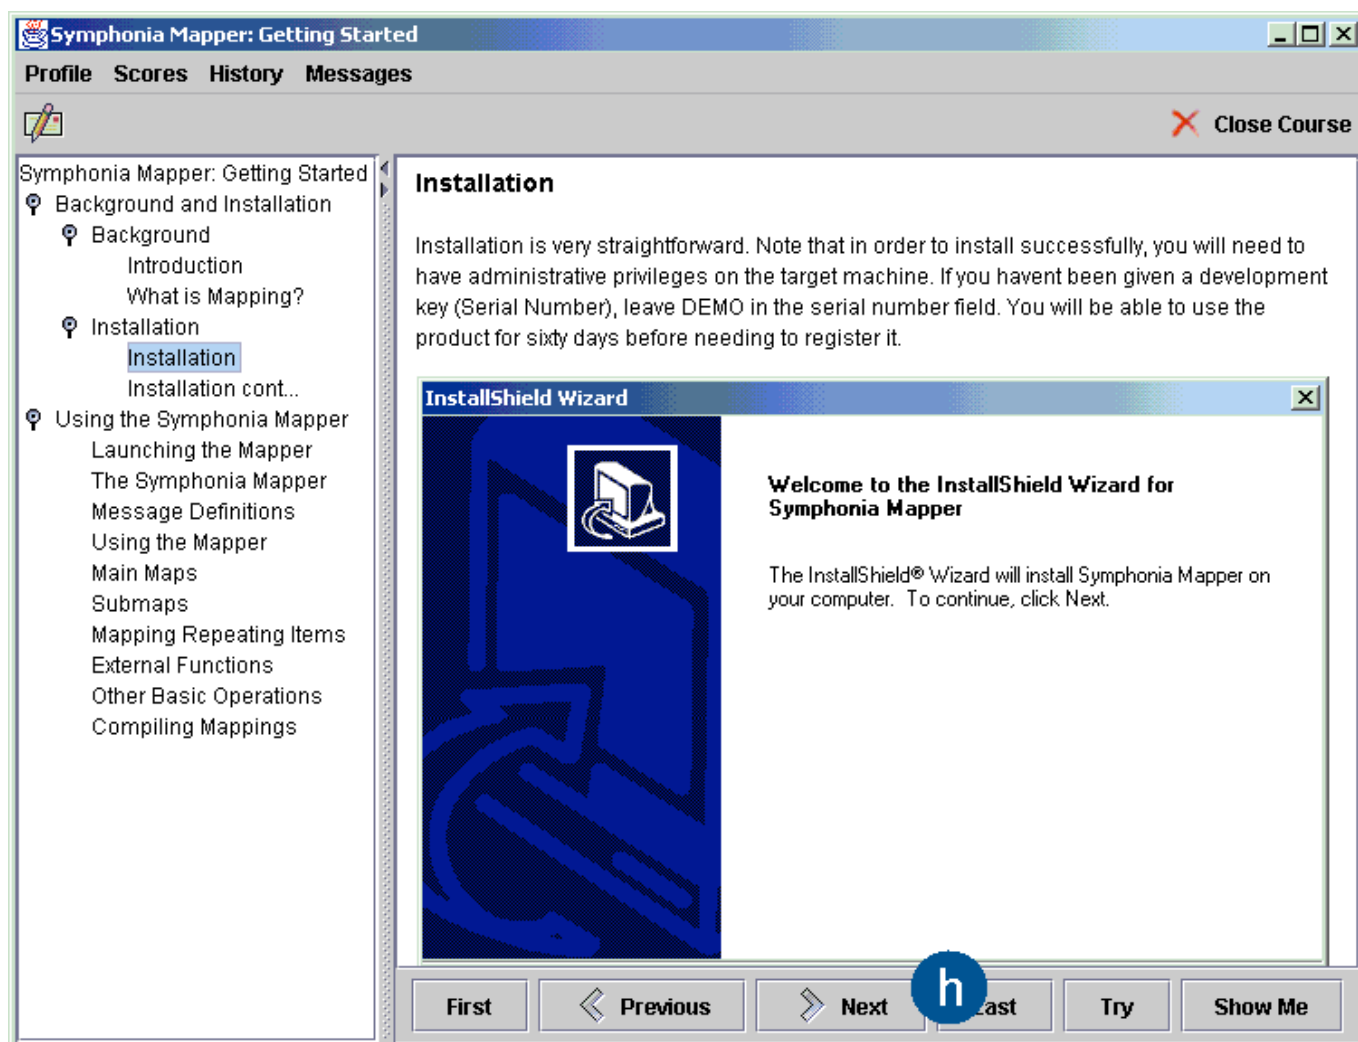 Symphonia Mapper: Getting Started
Profile Scores History Messages
Close Course
Symphonia Mapper: Getting Started
Background and Installation
Background
Introduction
What is Mapping?
Installation
Installation
Installation cont...
Using the Symphonia Mapper
Launching the Mapper
The Symphonia Mapper
Message Definitions
Using the Mapper
Main Maps
Submaps
Mapping Repeating Items
External Functions
Other Basic Operations
Compiling Mappings
Installation
Installation is very straightforward. Note that in order to install successfully, you will need to
have administrative privileges on the target machine. If you havent been given a development
key (Serial Number), leave DEMO in the serial number field. You will be able to use the
product for sixty days before needing to register it.
InstallShield Wizard
Welcome to the InstallShield Wizard for
Symphonia Mapper
The InstallShield® Wizard will install Symphonia Mapper on
your computer. To continue, click Next.
First Previous Next h Last Try Show Me